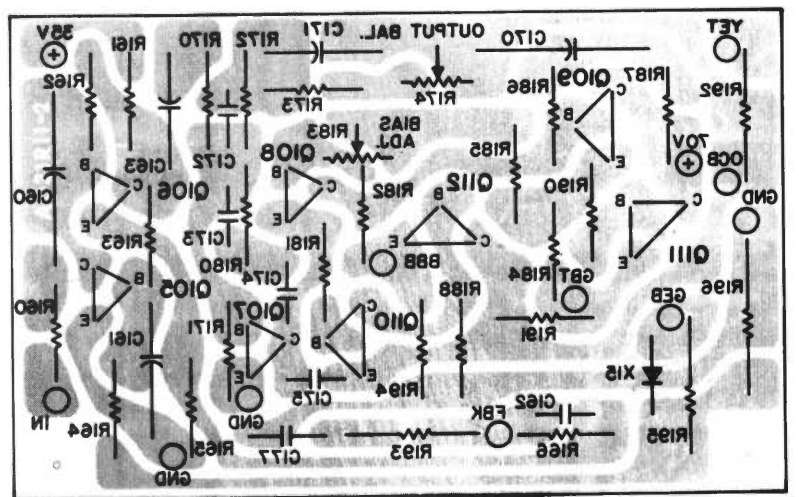 35V
R161
R170
R172
C171
OUTPUT BAL.
C170
YET
R162
R173
R174
R186
Q109
C
R187
R192
B
E
C160
C163
C172
Q108
R183
BIAS
ADJ.
R185
70V
OCB
B
C
E
Q106
B
C
E
R182
B
Q112
R190
GND
R163
C173
R181
E
C
B
C
E
Q111
R180
BBB
R184
GBT
R160
C
B
E
Q105
C174
R188
GEB
R196
C161
R171
Q107
B
C
E
C
B
E
Q110
R191
X15
IN
R164
R165
GND
C175
R194
FBK
C162
R195
GND
C177
R193
R166